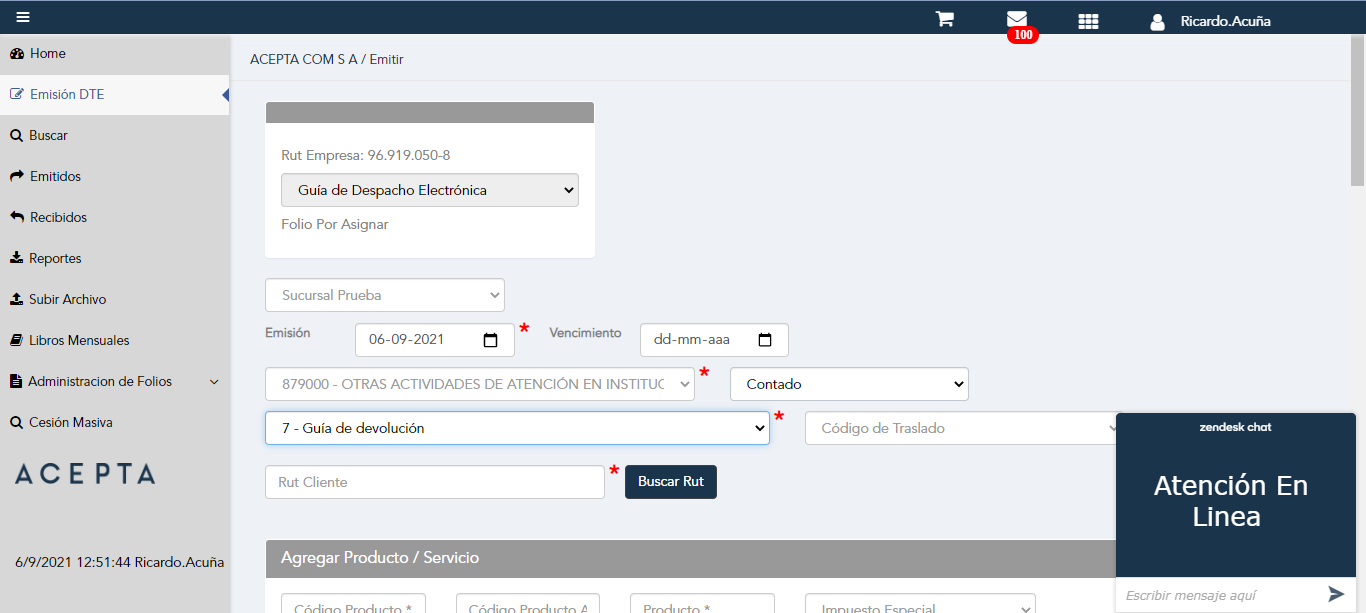 Ricardo.Acuña
100
Home
Emisión DTE
Buscar
Emitidos
Recibidos
Reportes
Subir Archivo
Libros Mensuales
Administracion de Folios
Cesión Masiva
ACEPTA
6/9/2021 12:51:44 Ricardo.Acuña
ACEPTA COM S A / Emitir
Rut Empresa: 96.919.050-8
Guía de Despacho Electrónica
Folio Por Asignar
Sucursal Prueba
Emisión 06-09-2021 * Vencimiento dd-mm-aaa
879000 - OTRAS ACTIVIDADES DE ATENCIÓN EN INSTITUC * Contado
7 - Guía de devolución * Código de Traslado
Rut Cliente * Buscar Rut
Agregar Producto / Servicio
Código Producto * Código Producto A Producto * Impuesto Especial
zendesk chat
Atención En
Linea
Escribir mensaje aquí